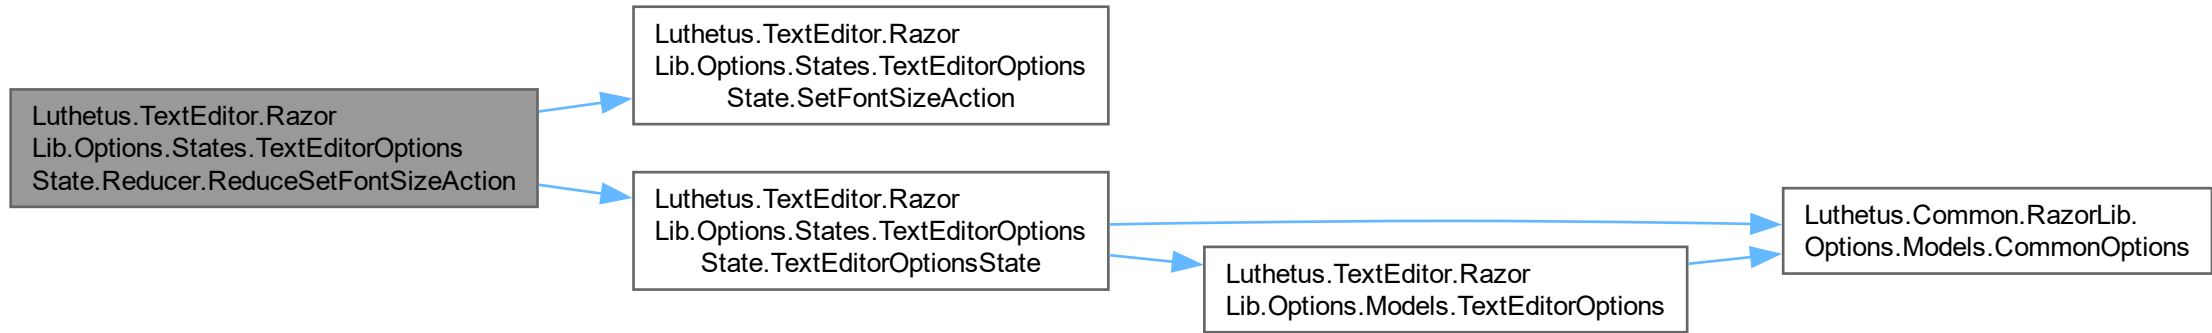 Luthetus.TextEditor.Razor
Lib.Options.States.TextEditorOptions
State.Reducer.ReduceSetFontSizeAction
Luthetus.TextEditor.Razor
Lib.Options.States.TextEditorOptions
State.SetFontSizeAction
Luthetus.TextEditor.Razor
Lib.Options.States.TextEditorOptions
State.TextEditorOptionsState
Luthetus.TextEditor.Razor
Lib.Options.Models.TextEditorOptions
Luthetus.Common.RazorLib.
Options.Models.CommonOptions